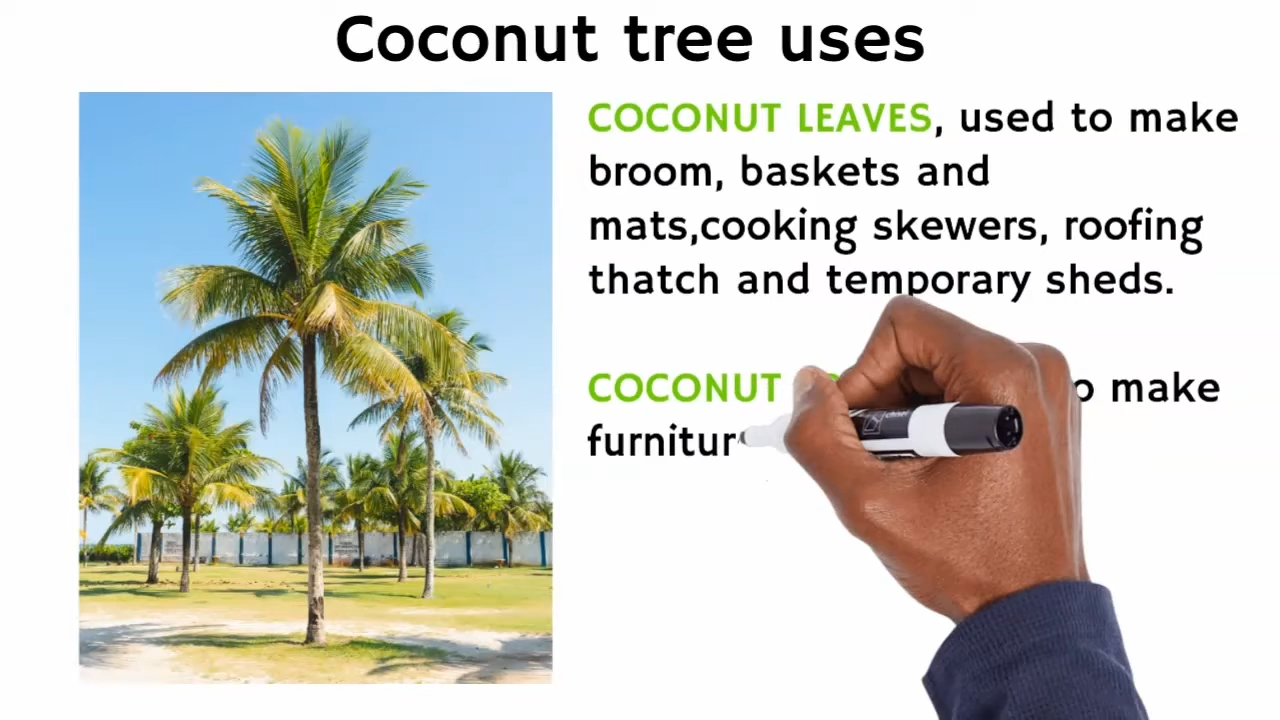 Coconut tree uses
COCONUT LEAVES, used to make
broom, baskets and
mats,cooking skewers, roofing
thatch and temporary sheds.
COCONUT make
furnitur